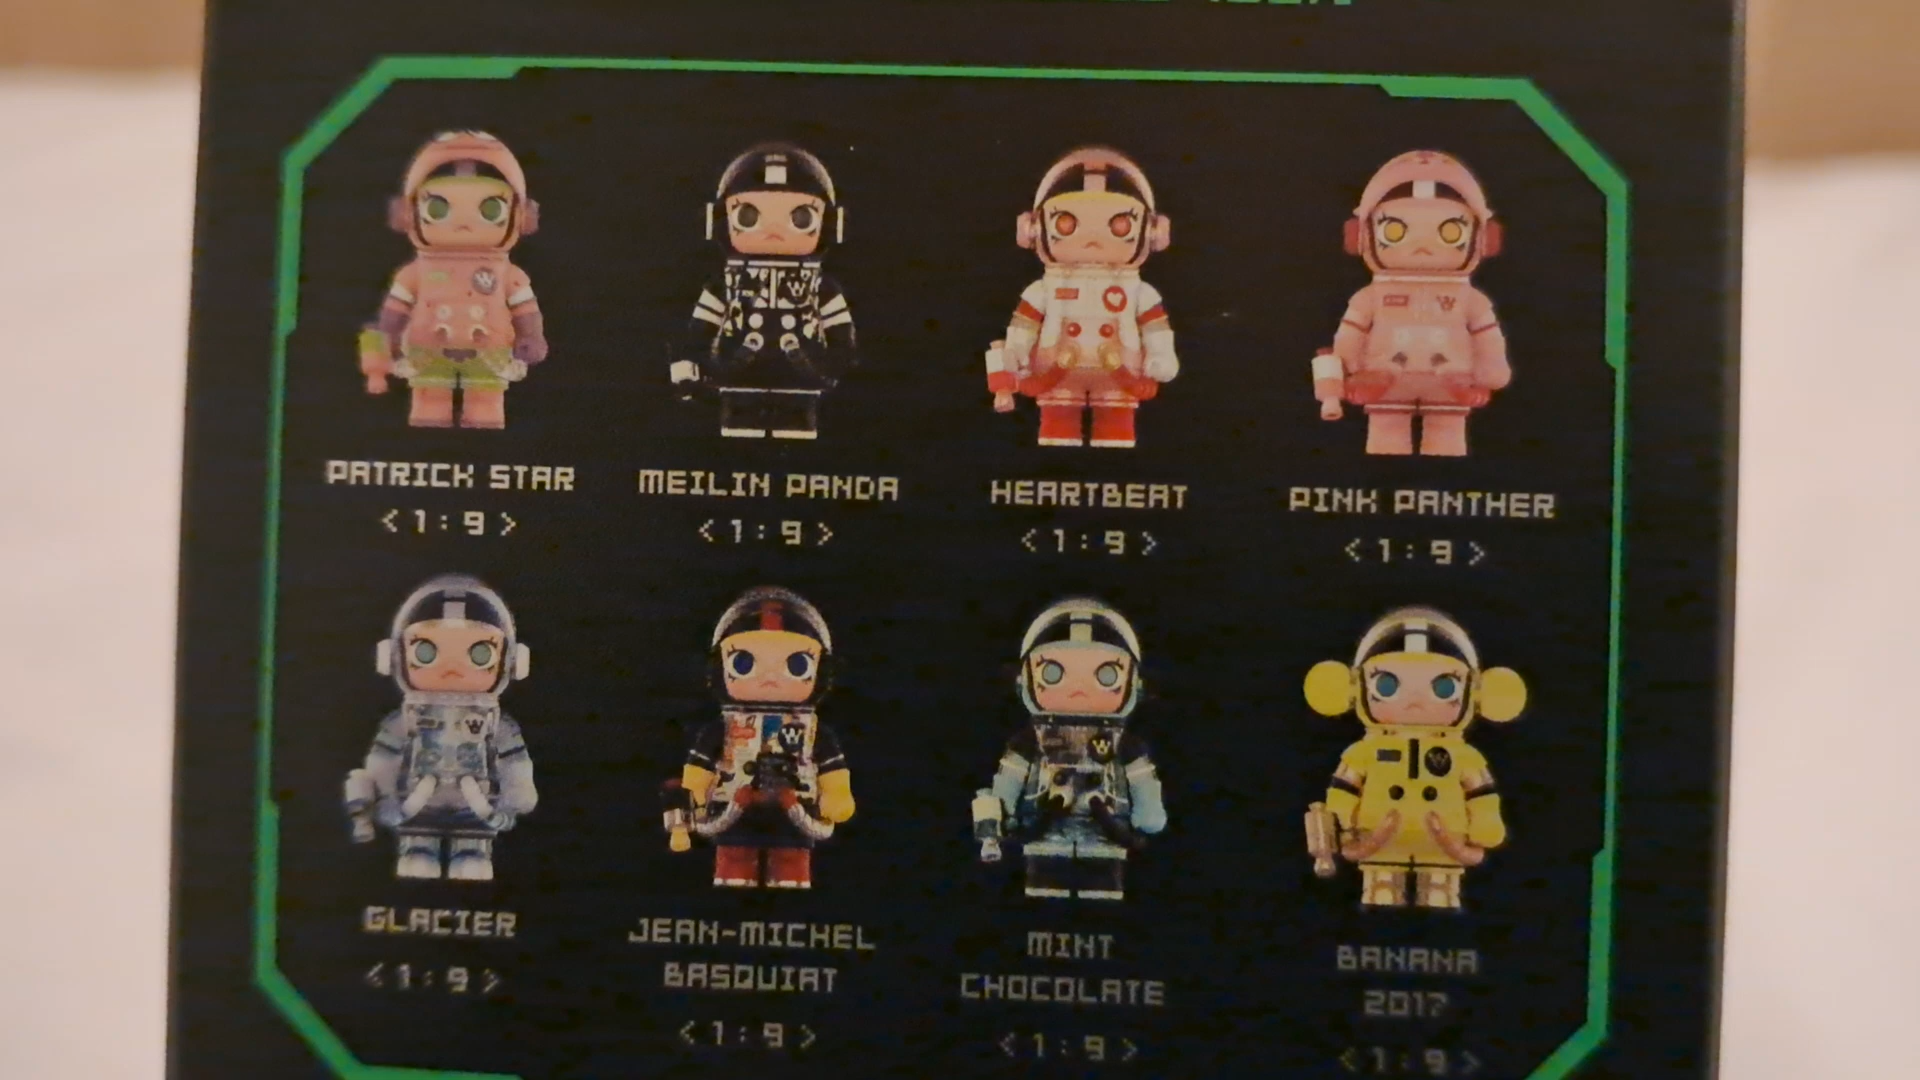 PATRICK STAR
<1:9>
MEILIN PANDA
<1:9>
HEARTBEAT
<1:9>
PINK PANTHER
<1:9>
GLACIER
<1:9>
JEAN-MICHEL
BASQUIAT
<1:9>
MINT
CHOCOLATE
<1:9>
BANANA
2017
<1:9>